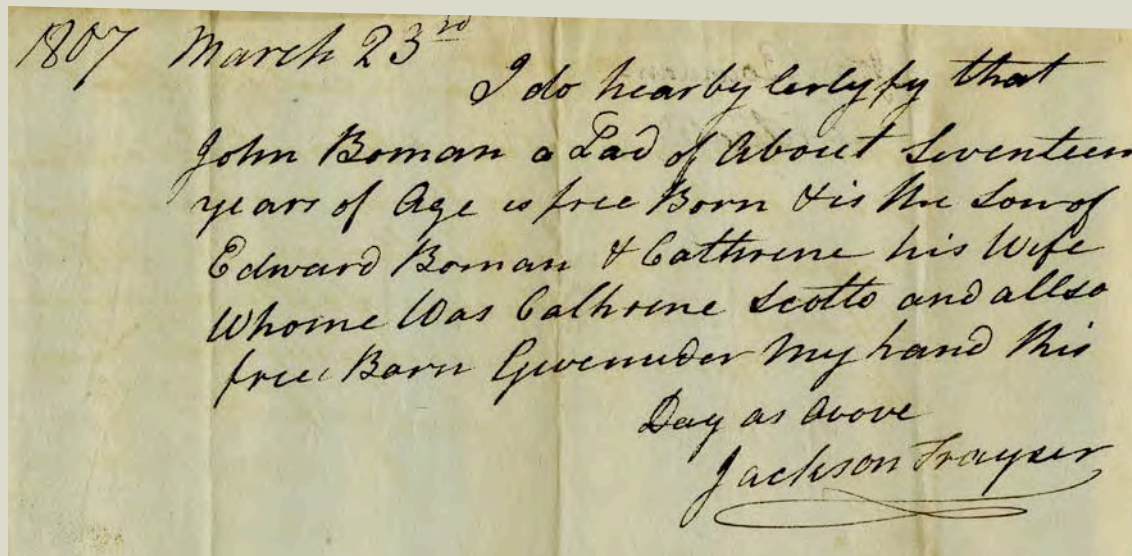 1807 March 23rd
I do hearby certyfy that
John Boman a Lad of About Seventeen
years of Age is free Born & is the Son of
Edward Boman & Cathrene his Wife
Whome Was Cathrene Scotto and allso
free Born Given under My hand this
Day as above
Jackson Frayser